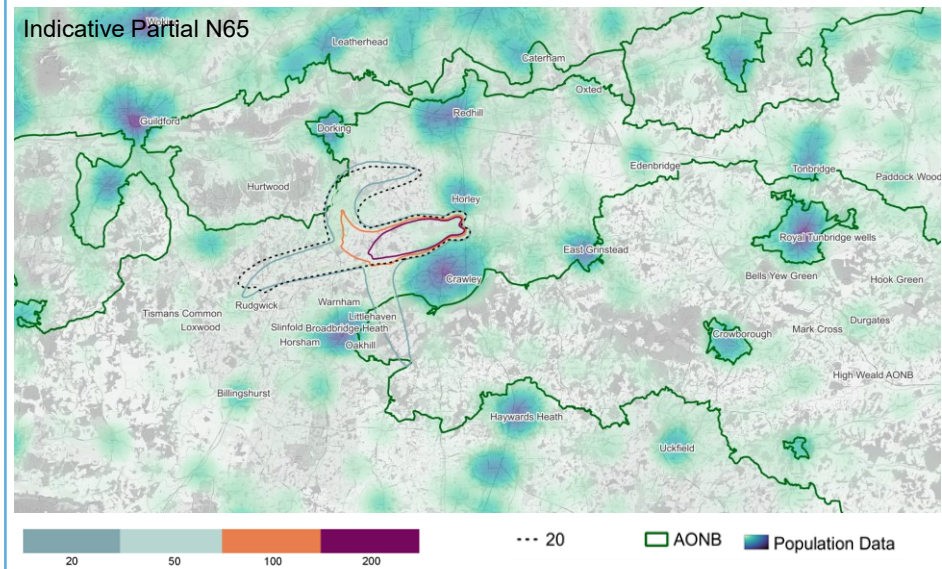 Indicative Partial N65
Leatherhead
Caterham
Oxted
Guildford
Dorking
Redhill
Edenbridge
Tonbridge
Paddock Wood
Hurtwood
Horley
Royal Tunbridge wells
East Grinstead
Crawley
Bells Yew Green
Hook Green
Rudgwick
Warnham
Tismans Common
Littlehaven
Loxwood
Slinfold
Broadbridge Heath
Durgates
Mark Cross
Crowborough
Horsham
Oakhill
High Weald AONB
Billingshurst
Haywards Heath
Uckfield
20 50 100 200
20
AONB
Population Data